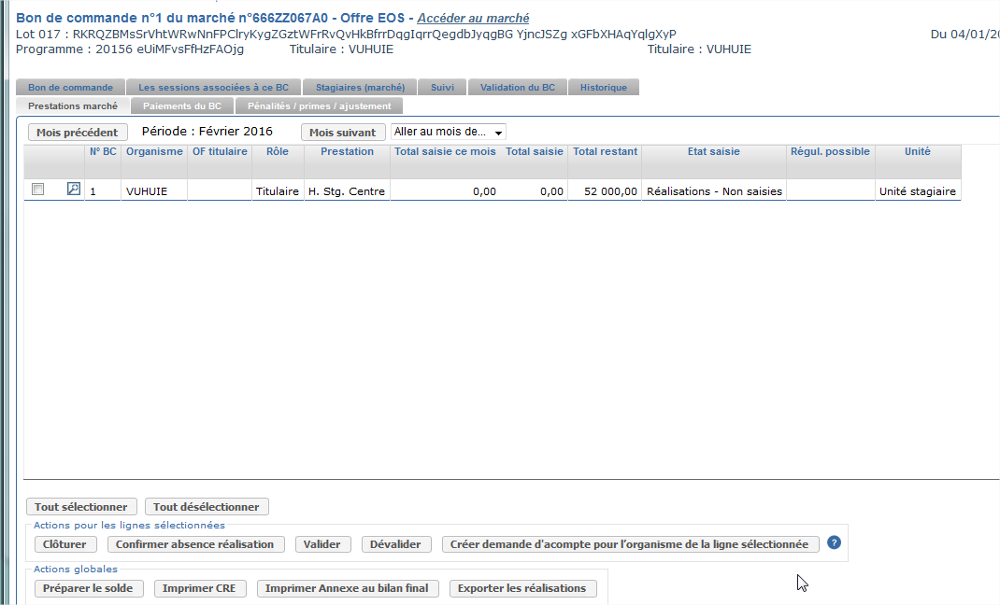 Bon de commande n°1 du marché n°666ZZ067A0 - Offre EOS - Accéder au marché
Lot 017 : RKRQZBMsSrVhtWRwNnFPClryKygZGztWFrRvQvHkBfrrDqgIqrrQegdbJyqgBG YjncJSZg xGFbXHAqYqlgXyP Du 04/01/20
Programme : 20156 eUiMFvsFfHzFAOjg Titulaire : VUHUIE Titulaire : VUHUIE
Bon de commande Les sessions associées à ce BC Stagiaires (marché) Suivi Validation du BC Historique
Prestations marché Paiements du BC Pénalités / primes / ajustement
Mois précédent Période : Février 2016 Mois suivant Aller au mois de...
N° BC Organisme OF titulaire Rôle Prestation Total saisie ce mois Total saisie Total restant Etat saisie Régul. possible Unité
1 VUHUIE Titulaire H. Stg. Centre 0,00 0,00 52 000,00 Réalisations - Non saisies Unité stagiaire
Tout sélectionner Tout désélectionner
Actions pour les lignes sélectionnées
Clôturer Confirmer absence réalisation Valider Dévalider Créer demande d'acompte pour l'organisme de la ligne sélectionnée ?
Actions globales
Préparer le solde Imprimer CRE Imprimer Annexe au bilan final Exporter les réalisations